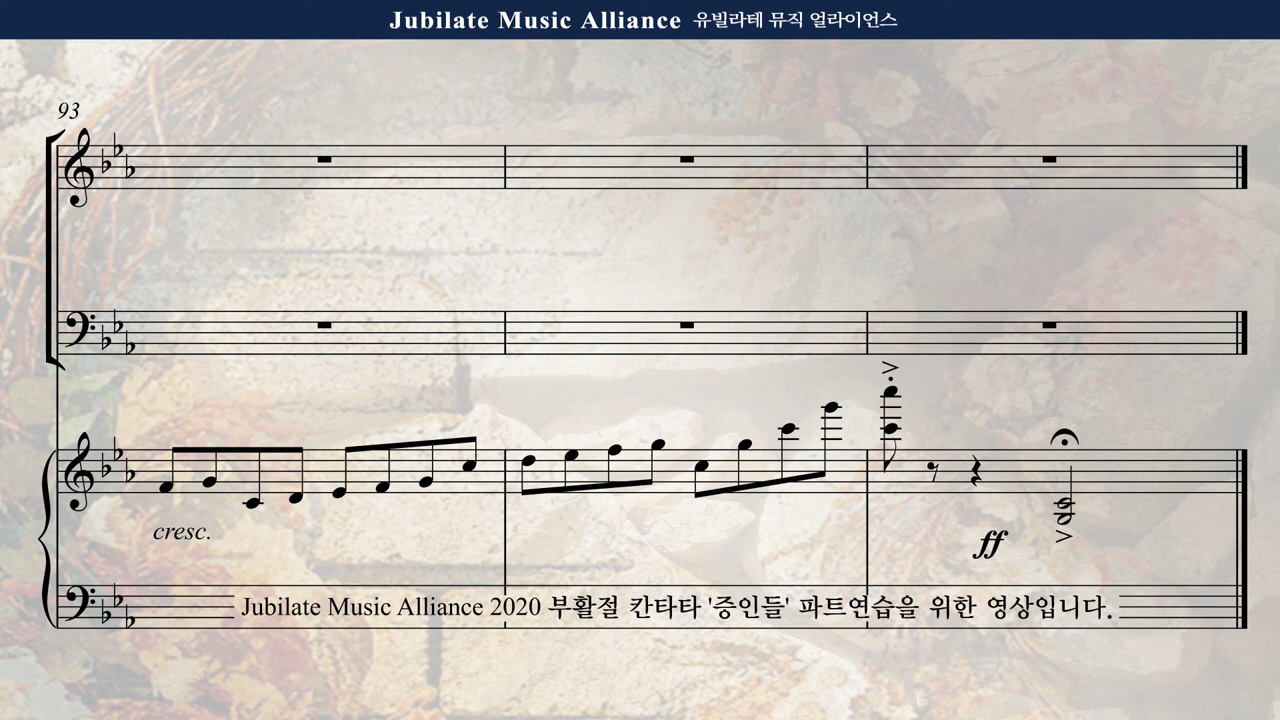 Jubilate Music Alliance 유빌라테 뮤직 얼라이언스
93
cresc.
ff
Jubilate Music Alliance 2020 부활절 칸타타 '증인들' 파트연습을 위한 영상입니다.